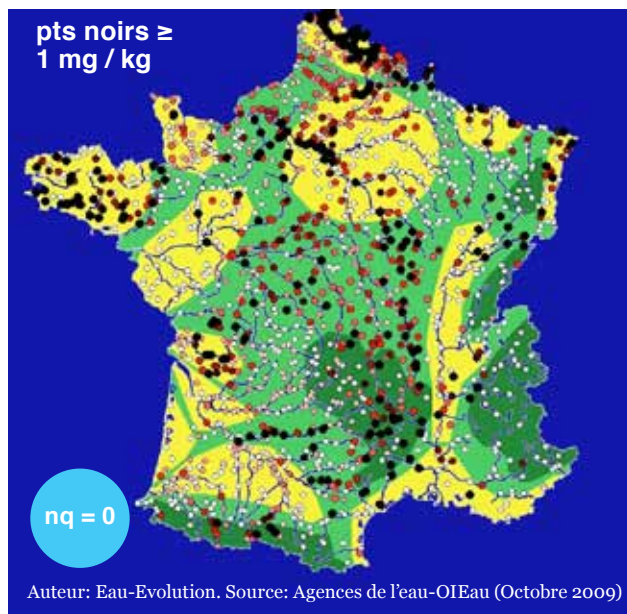 pts noirs ≥
1 mg / kg
nq = 0
Auteur: Eau-Evolution. Source: Agences de l'eau-OIEau (Octobre 2009)